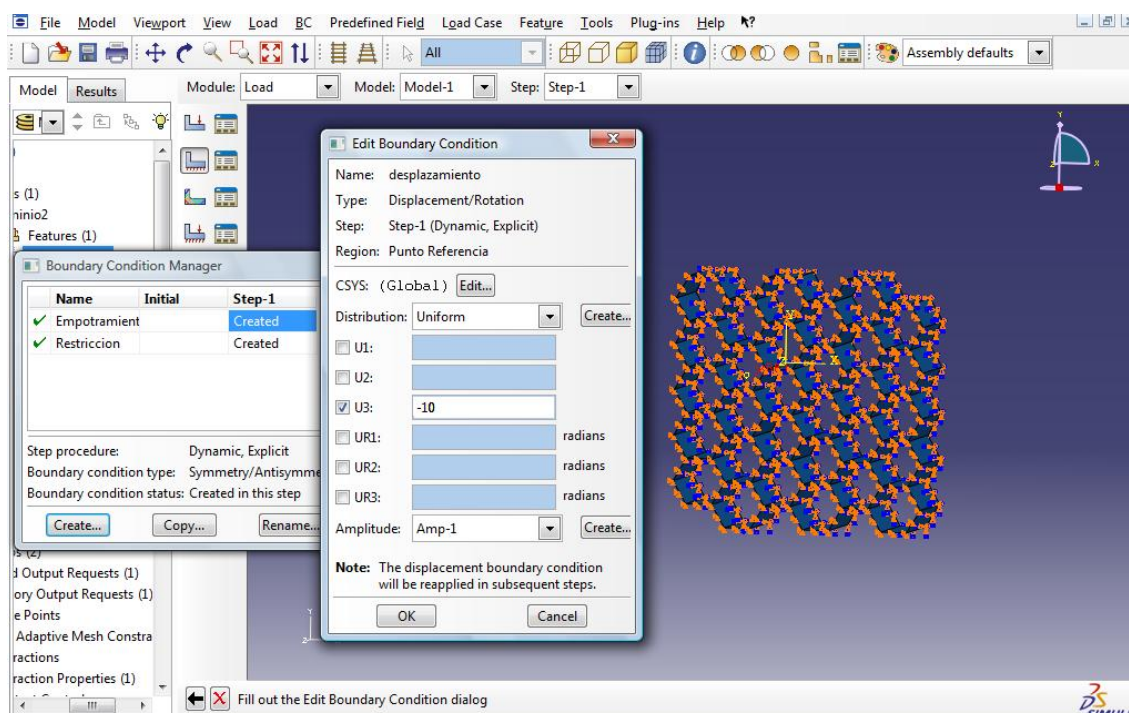 File Model Viewport View Load BC Predefined Field Load Case Feature Tools Plug-ins Help
All Assembly defaults
Model Results Module: Load Model: Model-1 Step: Step-1
s (1)
ninio2
Features (1)
Boundary Condition Manager
Name Initial Step-1
Empotramient Created
Restriccion Created
Step procedure: Dynamic, Explicit
Boundary condition type: Symmetry/Antisymme
Boundary condition status: Created in this step
Create... Copy... Rename...
Edit Boundary Condition
Name: desplazamiento
Type: Displacement/Rotation
Step: Step-1 (Dynamic, Explicit)
Region: Punto Referencia
CSYS: (Global) Edit...
Distribution: Uniform Create...
U1:
U2:
U3: -10
UR1: radians
UR2: radians
UR3: radians
Amplitude: Amp-1 Create...
Note: The displacement boundary condition
will be reapplied in subsequent steps.
OK Cancel
d Output Requests (1)
ory Output Requests (1)
e Points
Adaptive Mesh Constra
ractions
raction Properties (1)
Fill out the Edit Boundary Condition dialog
Y
Z X
Y
X